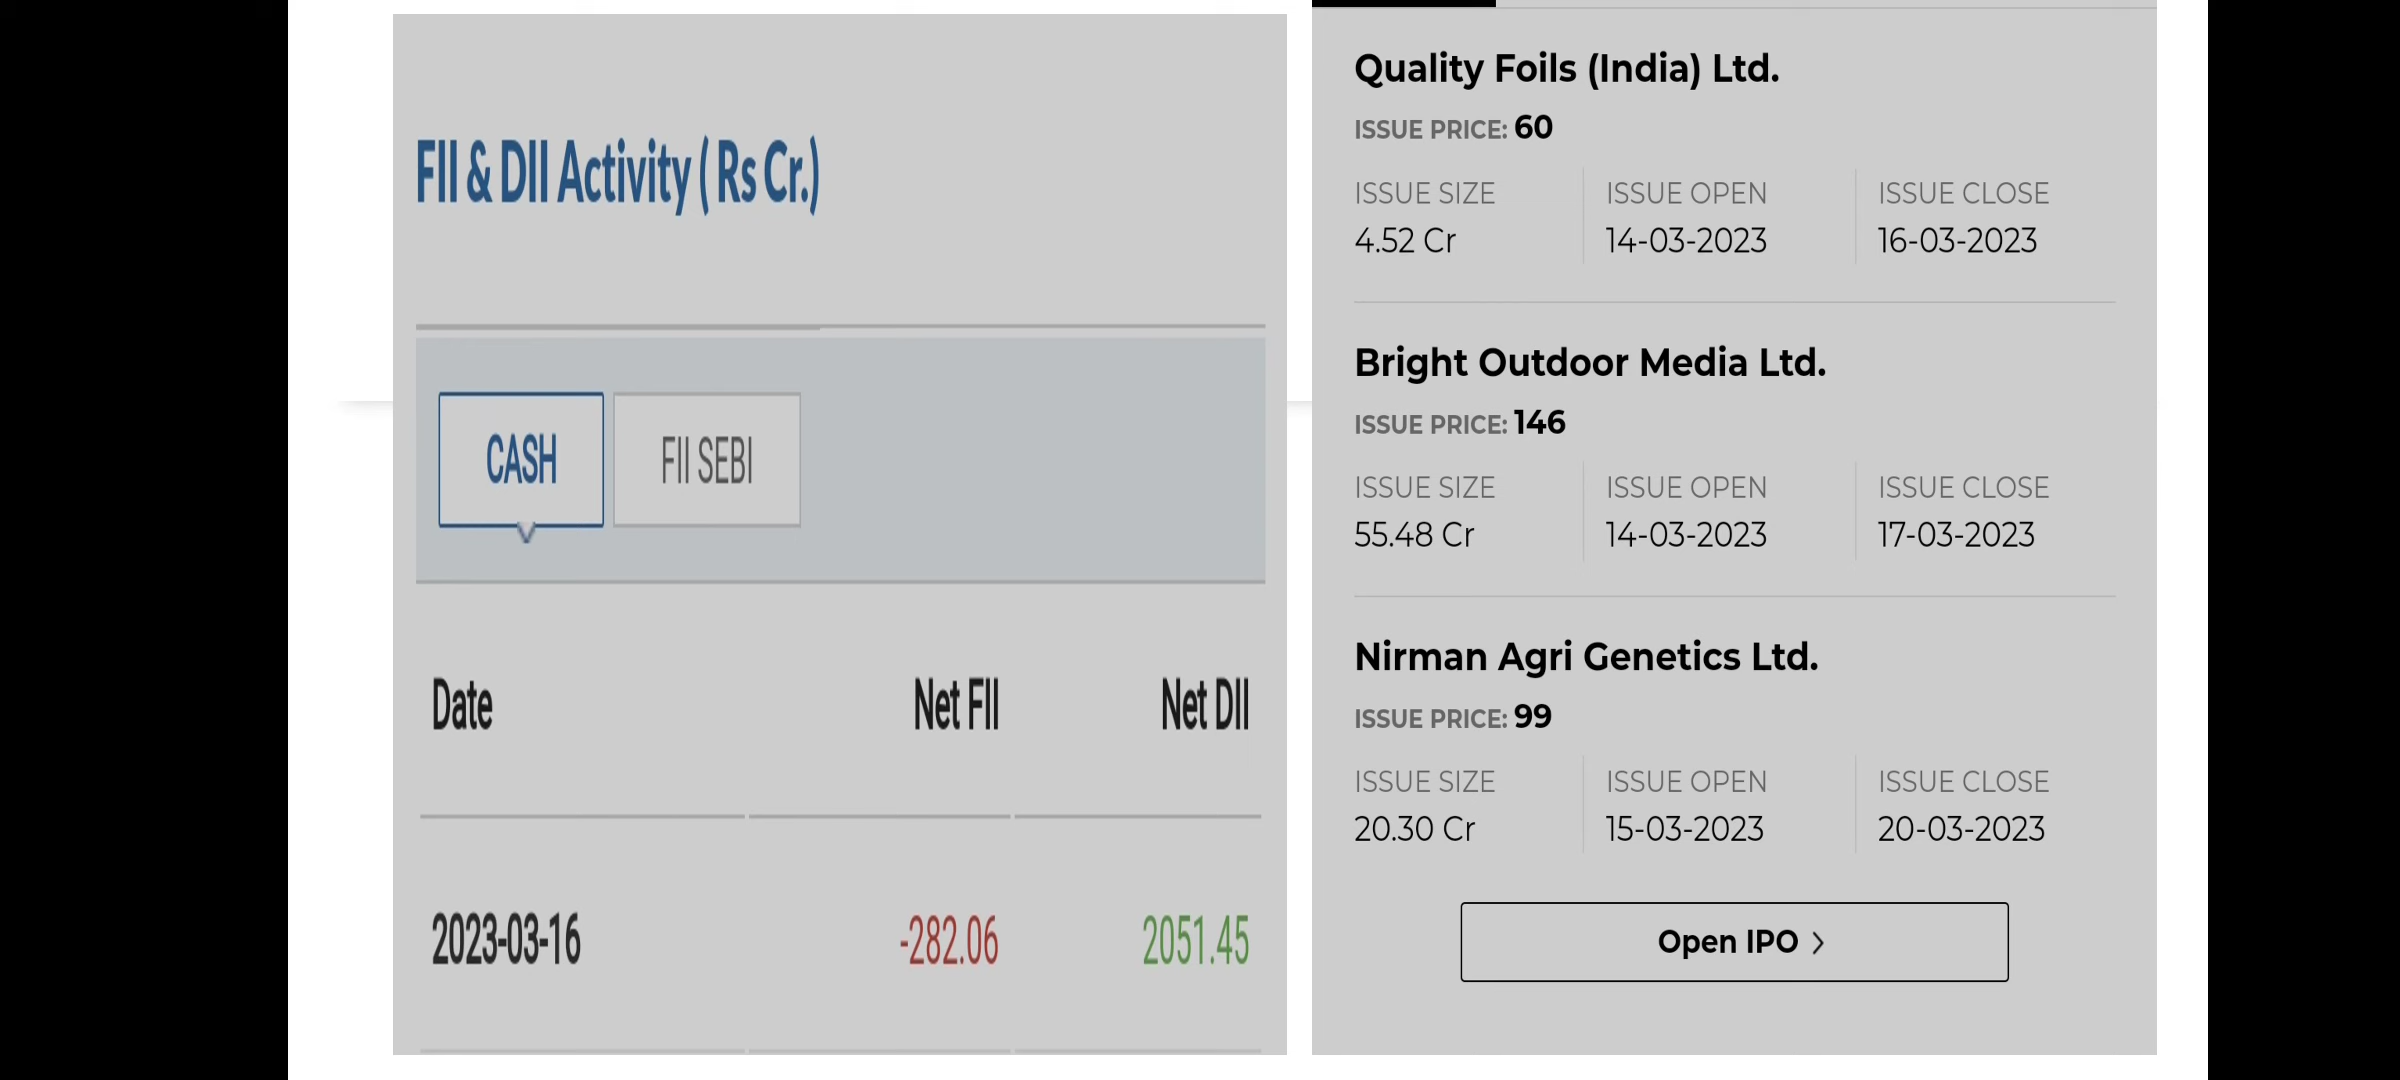 FII & DII Activity ( Rs Cr.)
CASH
FII SEBI
Date Net FII Net DII
2023-03-16 -282.06 2051.45
Quality Foils (India) Ltd.
ISSUE PRICE: 60
ISSUE SIZE ISSUE OPEN ISSUE CLOSE
4.52 Cr 14-03-2023 16-03-2023
Bright Outdoor Media Ltd.
ISSUE PRICE: 146
ISSUE SIZE ISSUE OPEN ISSUE CLOSE
55.48 Cr 14-03-2023 17-03-2023
Nirman Agri Genetics Ltd.
ISSUE PRICE: 99
ISSUE SIZE ISSUE OPEN ISSUE CLOSE
20.30 Cr 15-03-2023 20-03-2023
Open IPO >